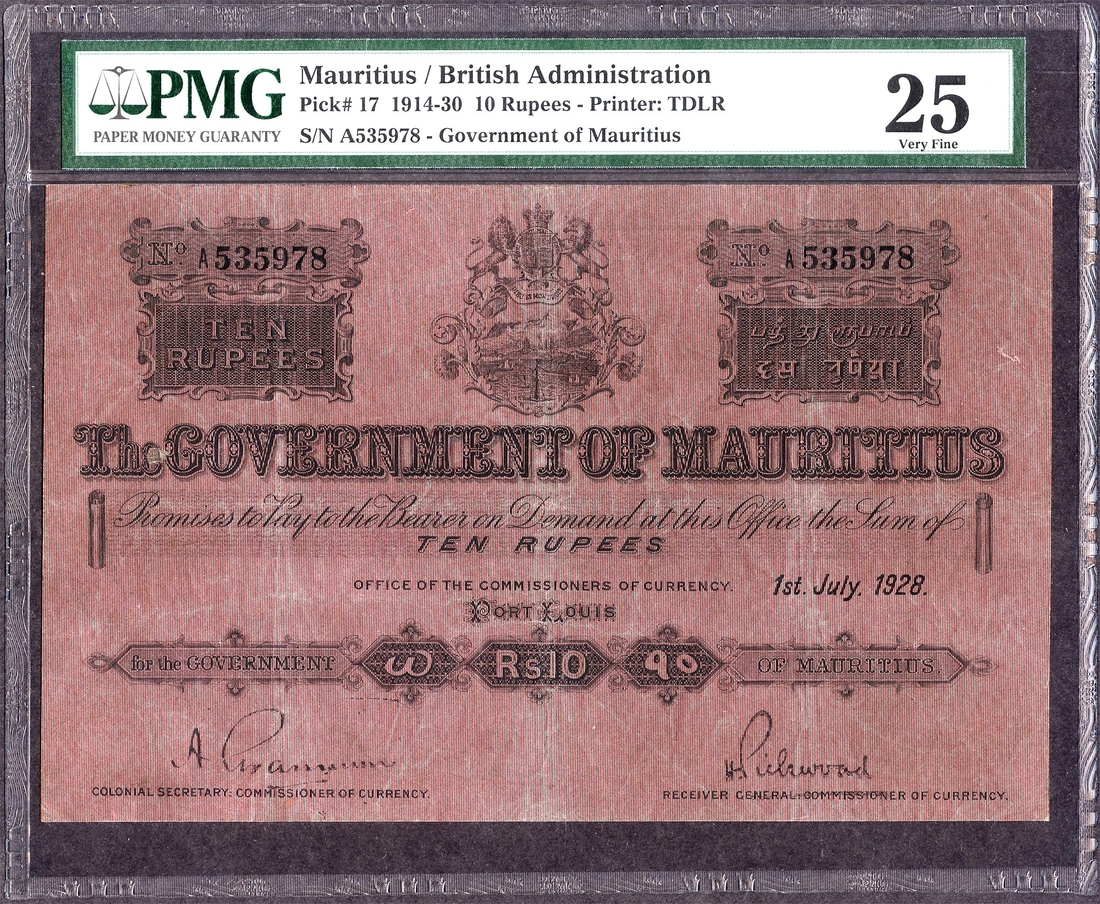 PMG
PAPER MONEY GUARANTY
Mauritius / British Administration
Pick# 17 1914-30 10 Rupees - Printer: TDLR
S/N A535978 - Government of Mauritius
25
Very Fine
No A535978
No A535978
TEN
RUPEES
பத்து ரூபாய்
The GOVERNMENT OF MAURITIUS
Promises to Pay to the Bearer on Demand at this Office the Sum of
TEN RUPEES
OFFICE OF THE COMMISSIONERS OF CURRENCY. 1st. July. 1928.
PORT LOUIS
for the GOVERNMENT ௰ Rs10 १० OF MAURITIUS.
H Pickwood
COLONIAL SECRETARY: COMMISSIONER OF CURRENCY.
RECEIVER GENERAL: COMMISSIONER OF CURRENCY.